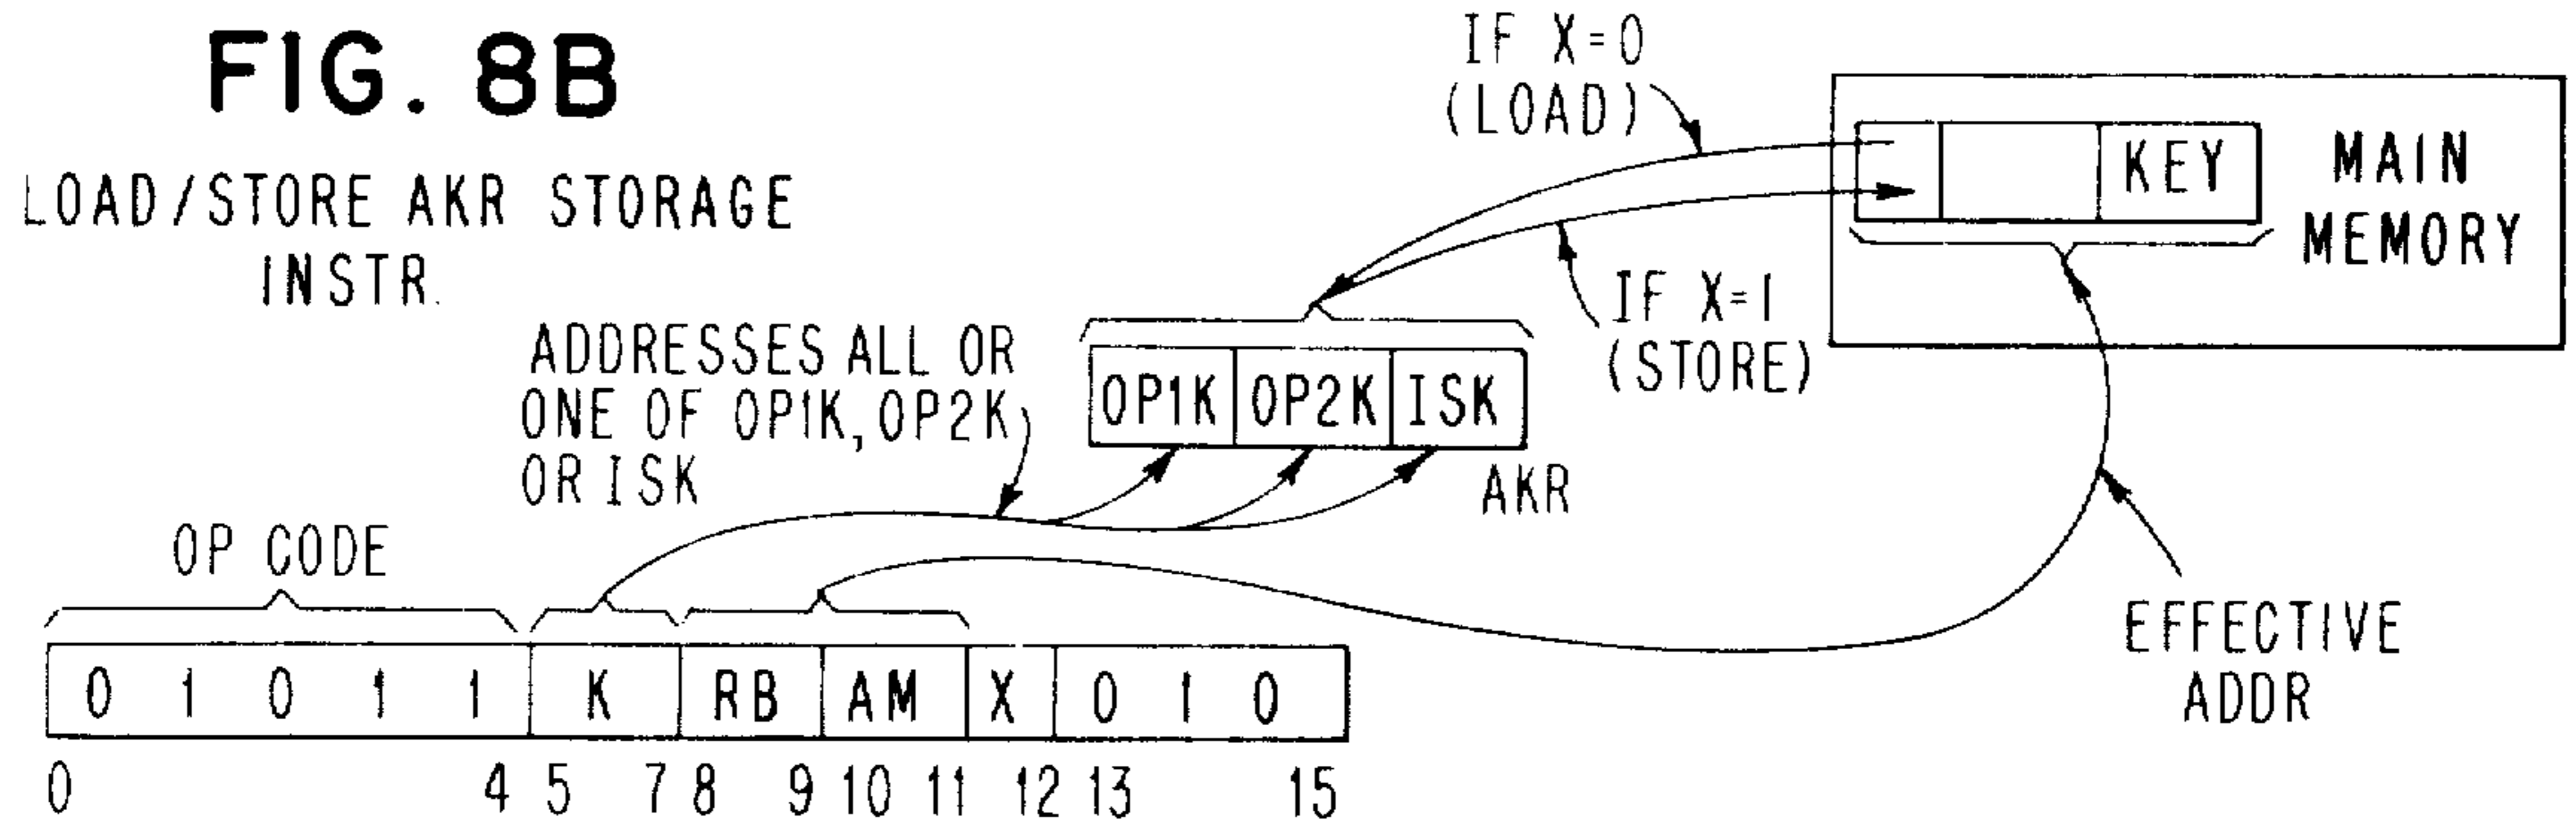 FIG. 8B
LOAD/STORE AKR STORAGE
INSTR.
IF X=0
(LOAD)
KEY
MAIN
MEMORY
IF X=1
(STORE)
ADDRESSES ALL OR
ONE OF OP1K, OP2K
OR ISK
OP1K OP2K ISK
AKR
OP CODE
EFFECTIVE
ADDR
0 1 0 1 1 K RB AM X 0 1 0
0 4 5 7 8 9 10 11 12 13 15